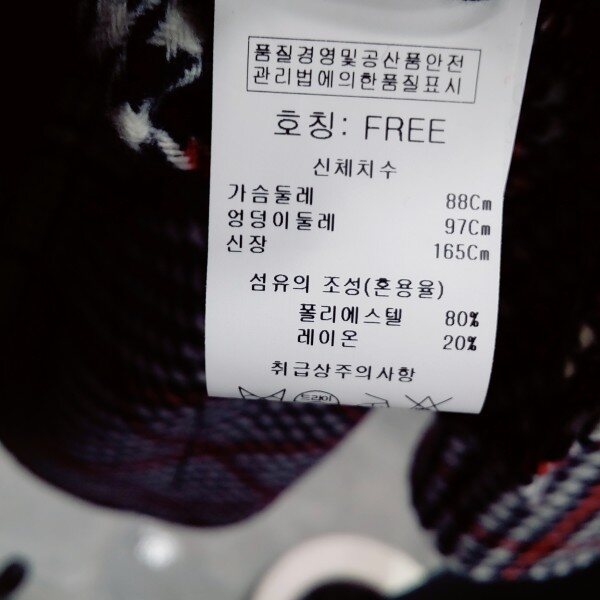 품질경영및공산품안전
관리법에의한품질표시
호칭: FREE
신체치수
가슴둘레 88Cm
엉덩이둘레 97Cm
신장 165Cm
섬유의 조성(혼용율)
폴리에스텔 80%
레이온 20%
취급상주의사항
드라이